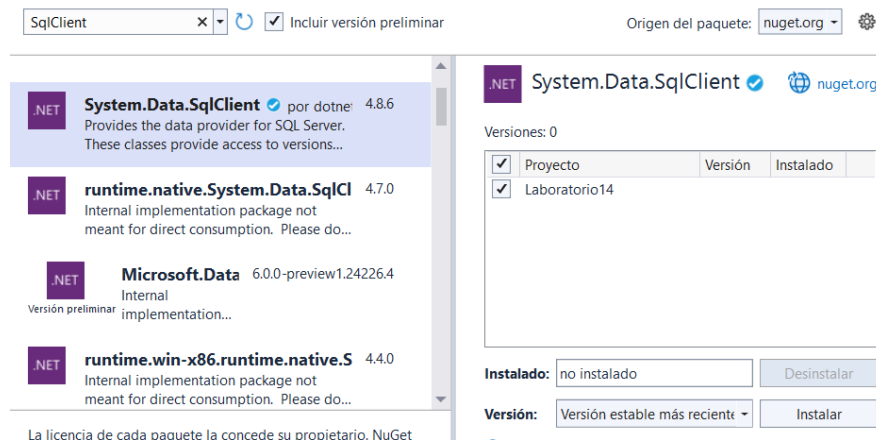 SqlClient
Incluir versión preliminar
Origen del paquete: nuget.org
.NET
System.Data.SqlClient por dotnet 4.8.6
Provides the data provider for SQL Server.
These classes provide access to versions...
.NET
runtime.native.System.Data.SqlCl 4.7.0
Internal implementation package not
meant for direct consumption. Please do...
.NET
Versión preliminar
Microsoft.Data 6.0.0-preview1.24226.4
Internal
implementation...
.NET
runtime.win-x86.runtime.native.S 4.4.0
Internal implementation package not
meant for direct consumption. Please do...
La licencia de cada paquete la concede su propietario. NuGet
.NET
System.Data.SqlClient
nuget.org
Versiones: 0
Proyecto Versión Instalado
Laboratorio14
Instalado: no instalado Desinstalar
Versión: Versión estable más reciente Instalar